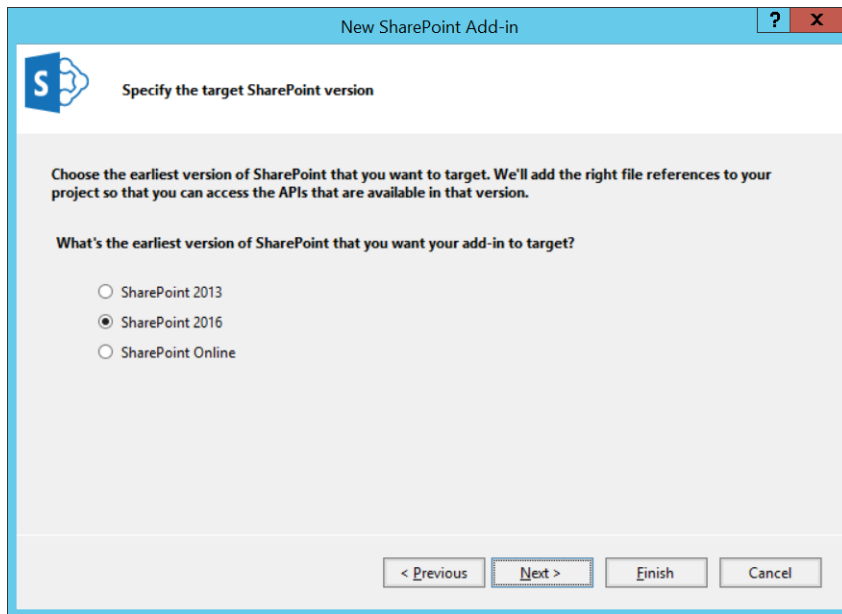 New SharePoint Add-in
? X
S
Specify the target SharePoint version
Choose the earliest version of SharePoint that you want to target. We'll add the right file references to your
project so that you can access the APIs that are available in that version.
What's the earliest version of SharePoint that you want your add-in to target?
SharePoint 2013
SharePoint 2016
SharePoint Online
< Previous Next > Finish Cancel